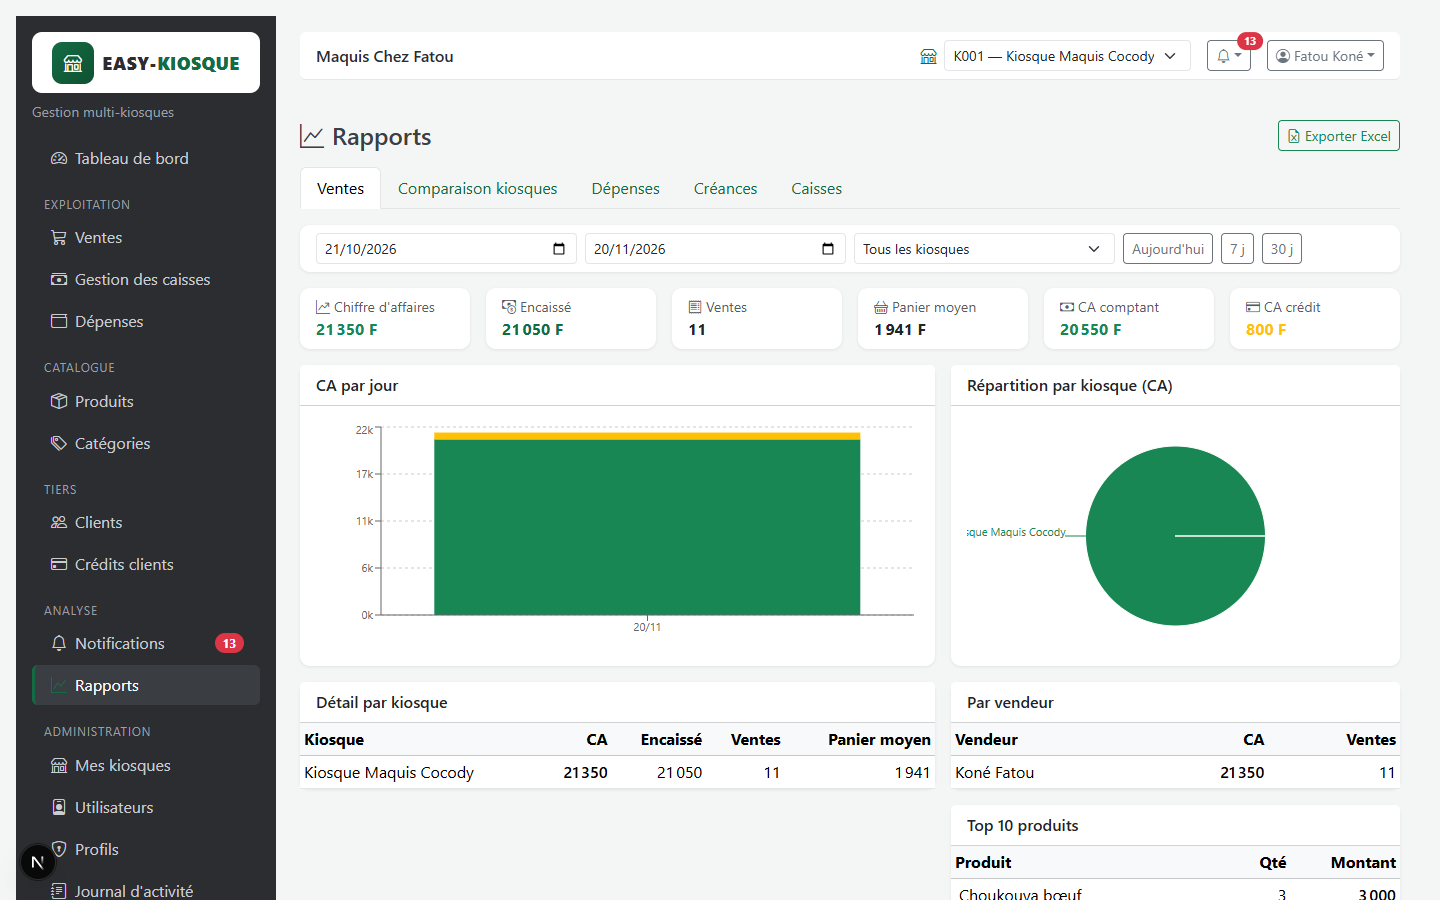 EASY-KIOSQUE
Gestion multi-kiosques
Tableau de bord
EXPLOITATION
Ventes
Gestion des caisses
Dépenses
CATALOGUE
Produits
Catégories
TIERS
Clients
Crédits clients
ANALYSE
Notifications 13
Rapports
ADMINISTRATION
Mes kiosques
Utilisateurs
Profils
N
Journal d'activité
Maquis Chez Fatou
K001 — Kiosque Maquis Cocody
13
Fatou Koné
Rapports
Exporter Excel
Ventes Comparaison kiosques Dépenses Créances Caisses
21/10/2026 20/11/2026 Tous les kiosques Aujourd'hui 7 j 30 j
Chiffre d'affaires
21 350 F
Encaissé
21 050 F
Ventes
11
Panier moyen
1 941 F
CA comptant
20 550 F
CA crédit
800 F
CA par jour
22k
17k
11k
6k
0k
20/11
Répartition par kiosque (CA)
sque Maquis Cocody
Détail par kiosque
Kiosque CA Encaissé Ventes Panier moyen
Kiosque Maquis Cocody 21 350 21 050 11 1 941
Par vendeur
Vendeur CA Ventes
Koné Fatou 21 350 11
Top 10 produits
Produit Qté Montant
Choukouya bœuf 3 3 000